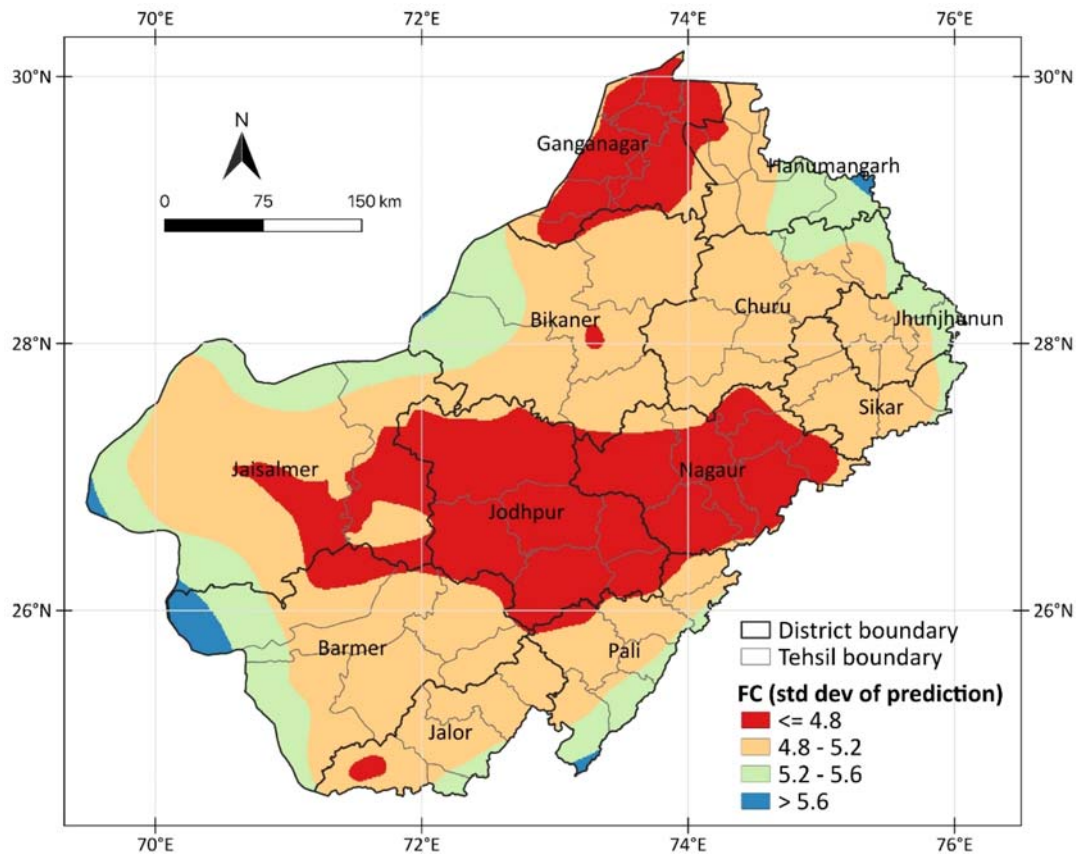 70°E 72°E 74°E 76°E
30°N 30°N
N
Ganganagar
Hanumangarh
0 75 150 km
Churu
Bikaner
Jhunjhunun
28°N 28°N
Sikar
Jaisalmer
Nagaur
Jodhpur
26°N 26°N
Barmer
Pali
Jalor
District boundary
Tehsil boundary
FC (std dev of prediction)
<= 4.8
4.8 - 5.2
5.2 - 5.6
> 5.6
70°E 72°E 74°E 76°E